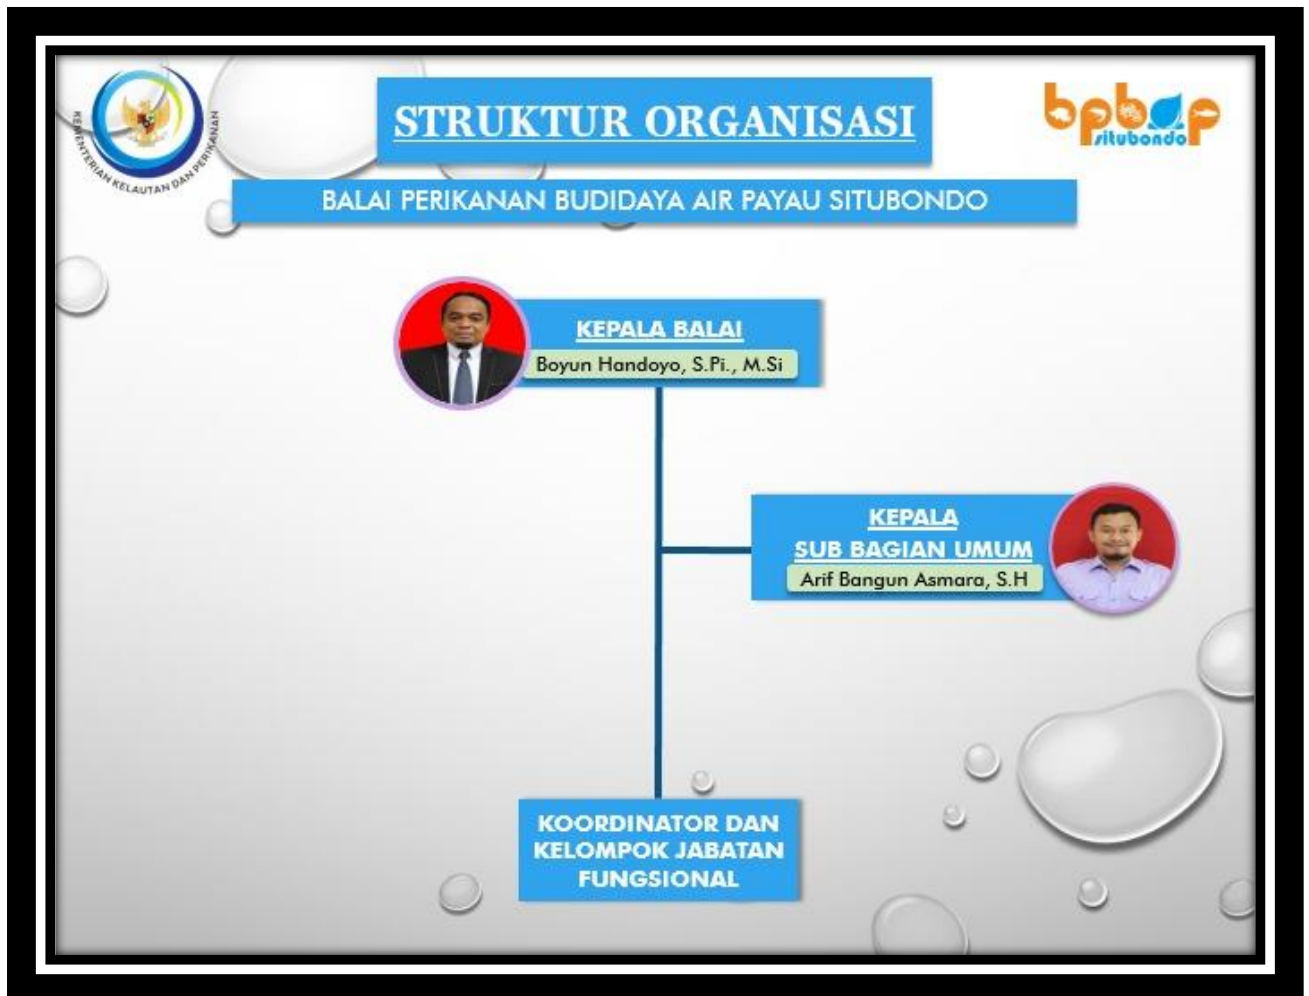 KEMENTERIAN KELAUTAN DAN PERIKANAN
STRUKTUR ORGANISASI
bpbap
situbondo
BALAI PERIKANAN BUDIDAYA AIR PAYAU SITUBONDO
KEPALA BALAI
Boyun Handoyo, S.Pi., M.Si
KEPALA
SUB BAGIAN UMUM
Arif Bangun Asmara, S.H
KOORDINATOR DAN
KELOMPOK JABATAN
FUNGSIONAL